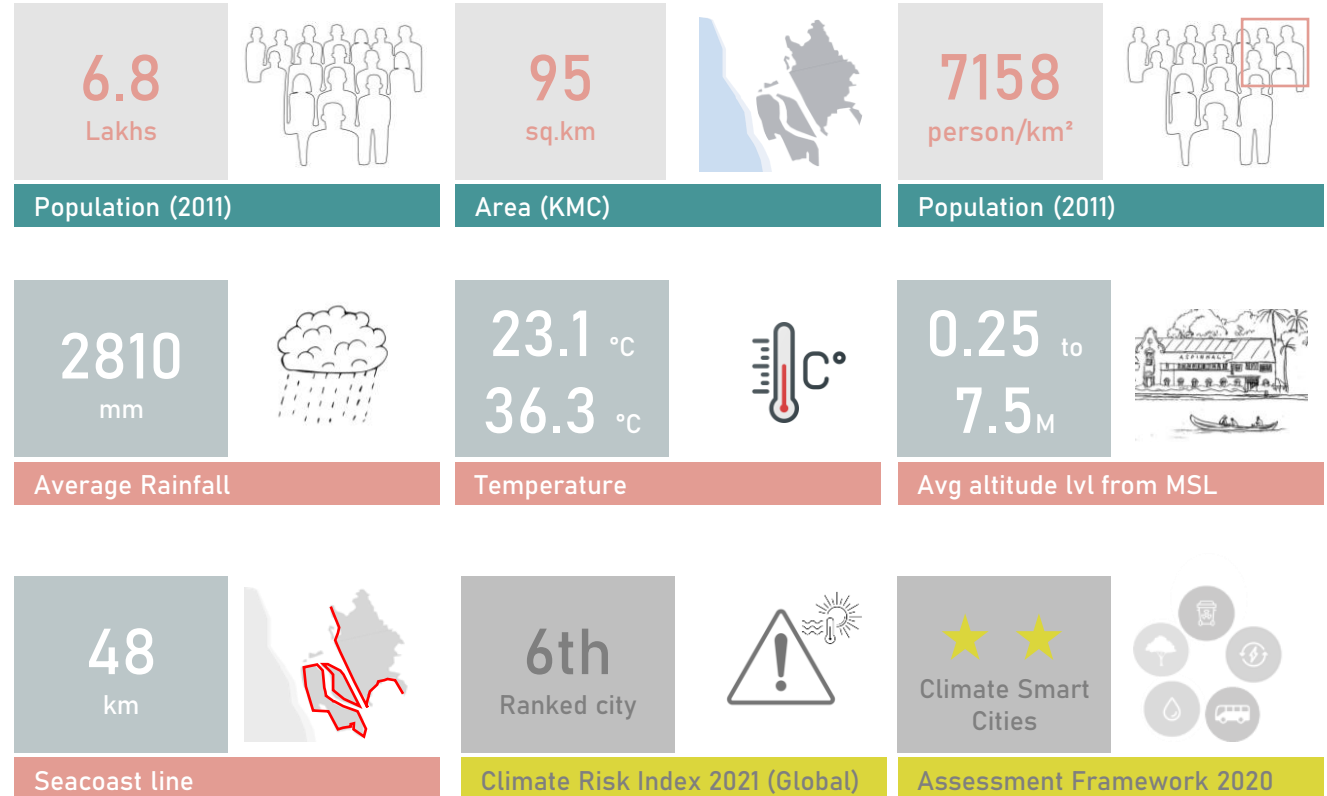 6.8
Lakhs
Population (2011)
95
sq.km
Area (KMC)
7158
person/km²
Population (2011)
2810
mm
Average Rainfall
23.1 °C
36.3 °C
C°
Temperature
0.25 to
7.5M
ASPINWALL
Avg altitude lvl from MSL
48
km
Seacoast line
6th
Ranked city
Climate Risk Index 2021 (Global)
Climate Smart
Cities
Assessment Framework 2020